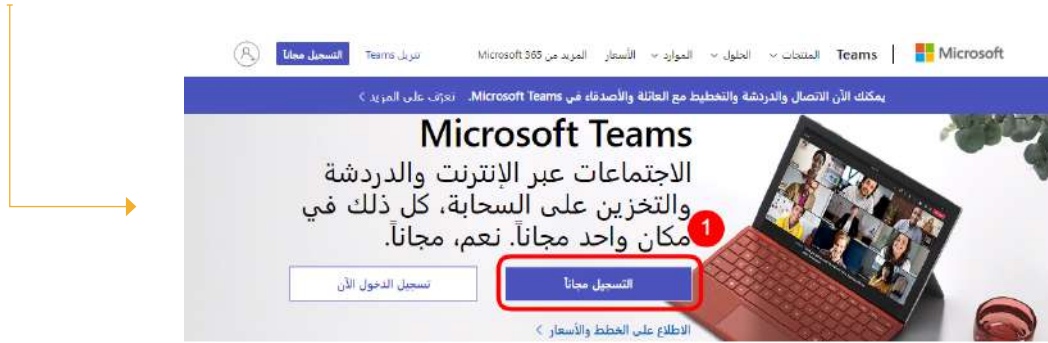 Microsoft
Teams المنتجات الحلول الموارد الأسعار المزيد من Microsoft 365 تنزيل Teams التسجيل مجانًا
يمكنك الآن الاتصال والدردشة والتخطيط مع العائلة والأصدقاء في Microsoft Teams. تعرّف على المزيد
Microsoft Teams
الاجتماعات عبر الإنترنت والدردشة
والتخزين على السحابة، كل ذلك في
مكان واحد مجاناً. نعم، مجاناً.
1
التسجيل مجانًا تسجيل الدخول الآن
الاطلاع على الخطط والأسعار